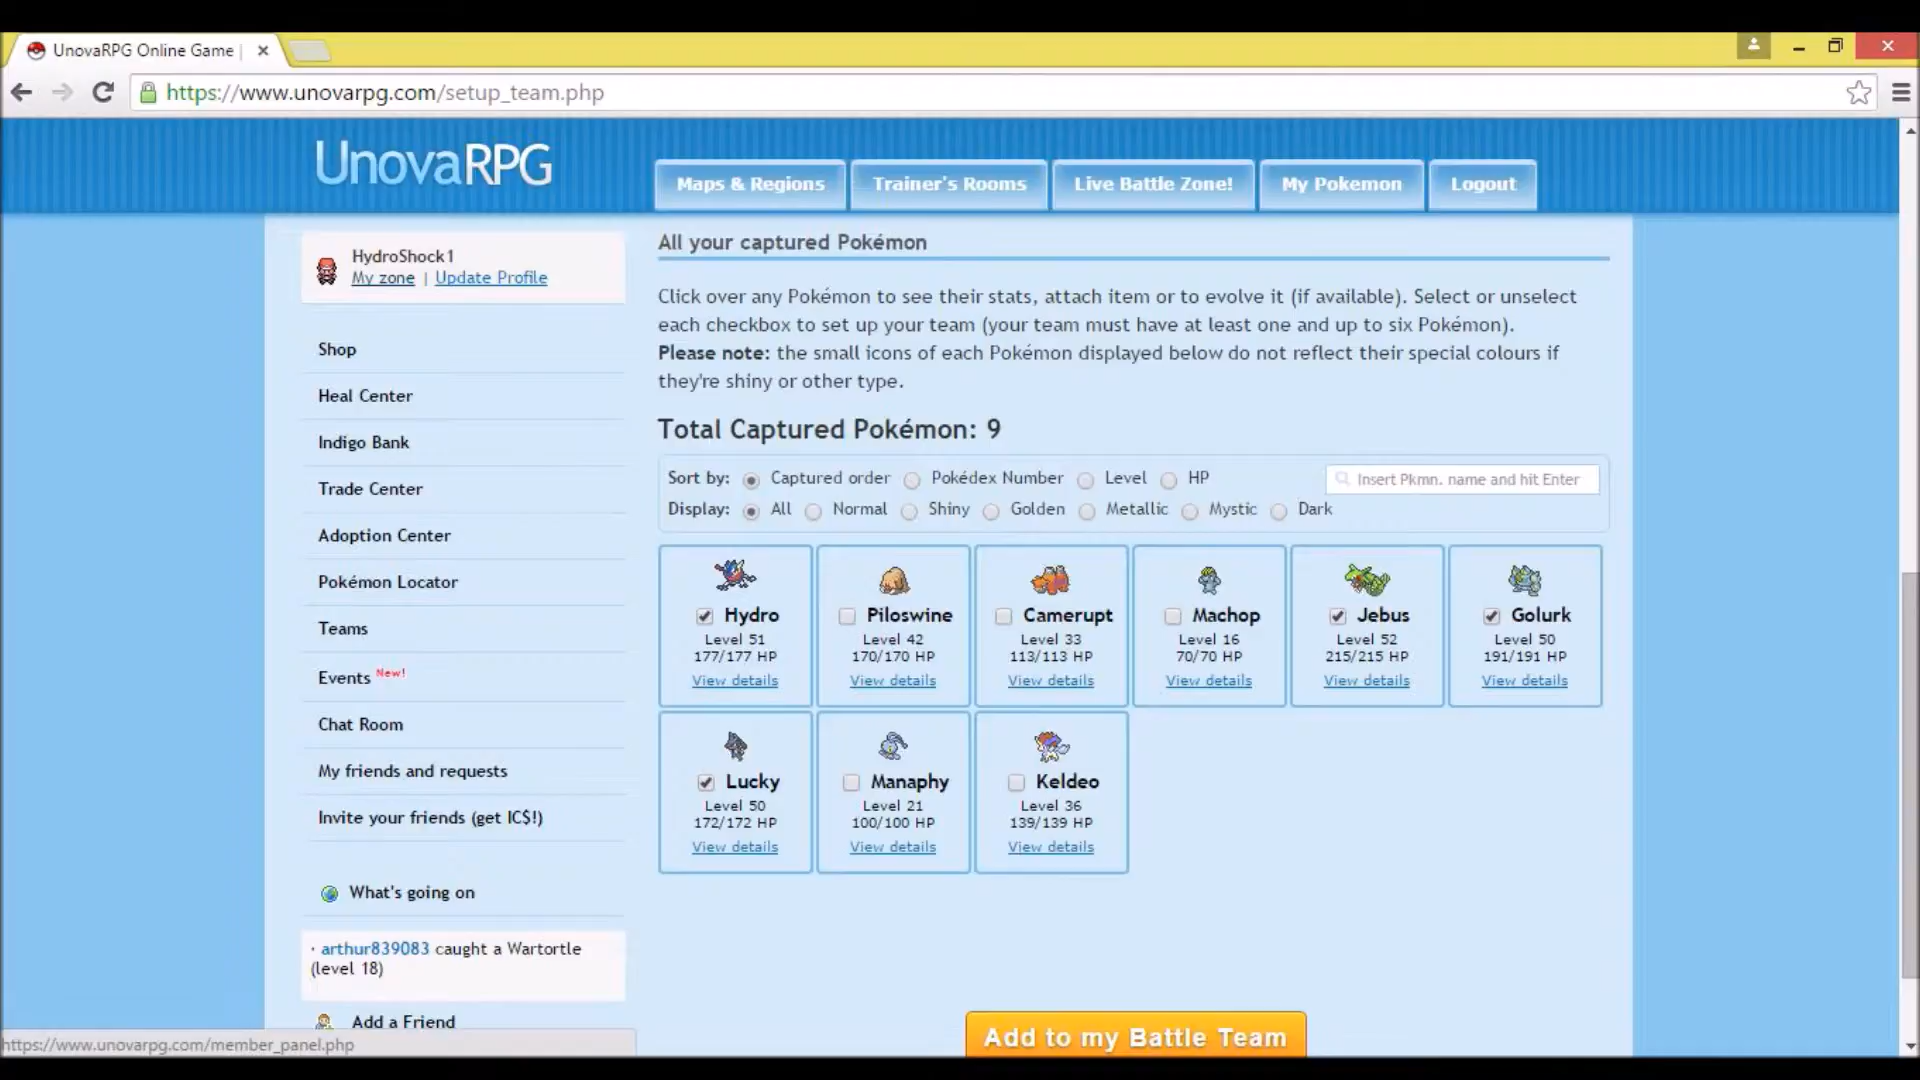 UnovaRPG Online Game |
https://www.unovarpg.com/setup_team.php
UnovaRPG
Maps & Regions
Trainer's Rooms
Live Battle Zone!
My Pokemon
Logout
HydroShock1
My zone | Update Profile
Shop
Heal Center
Indigo Bank
Trade Center
Adoption Center
Pokémon Locator
Teams
Events New!
Chat Room
My friends and requests
Invite your friends (get IC$!)
What's going on
· arthur839083 caught a Wartortle
(level 18)
Add a Friend
All your captured Pokémon
Click over any Pokémon to see their stats, attach item or to evolve it (if available). Select or unselect
each checkbox to set up your team (your team must have at least one and up to six Pokémon).
Please note: the small icons of each Pokémon displayed below do not reflect their special colours if
they're shiny or other type.
Total Captured Pokémon: 9
Sort by: Captured order Pokédex Number Level HP
Insert Pkmn. name and hit Enter
Display: All Normal Shiny Golden Metallic Mystic Dark
Hydro
Level 51
177/177 HP
View details
Piloswine
Level 42
170/170 HP
View details
Camerupt
Level 33
113/113 HP
View details
Machop
Level 16
70/70 HP
View details
Jebus
Level 52
215/215 HP
View details
Golurk
Level 50
191/191 HP
View details
Lucky
Level 50
172/172 HP
View details
Manaphy
Level 21
100/100 HP
View details
Keldeo
Level 36
139/139 HP
View details
Add to my Battle Team
https://www.unovarpg.com/member_panel.php